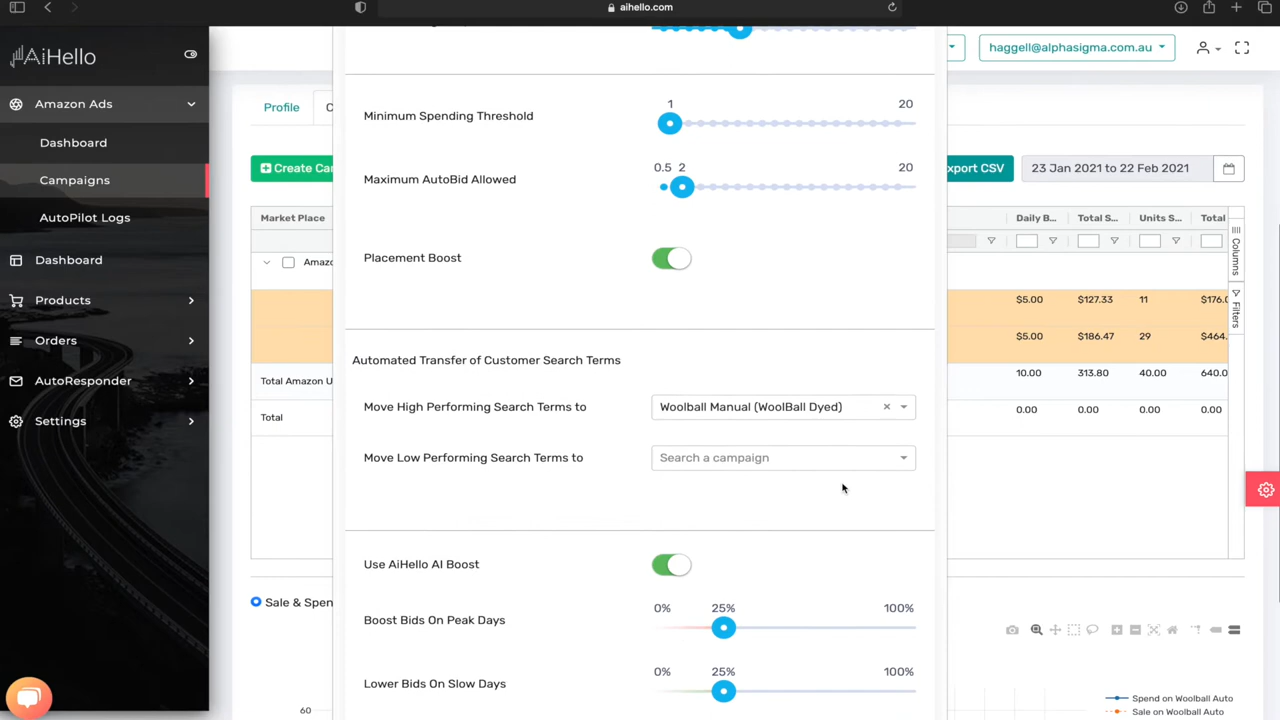 aihello.com
AiHello
haggell@alphasigma.com.au
Amazon Ads
Dashboard
Campaigns
AutoPilot Logs
Dashboard
Products
Orders
AutoResponder
Settings
Profile
C
Create Can
xport CSV
23 Jan 2021 to 22 Feb 2021
Market Place
Daily B...
Total S...
Units S...
Total
Columns
Filters
Amazo
$5.00
$127.33
11
$176.0
$5.00
$186.47
29
$464.
Total Amazon U
10.00
313.80
40.00
640.0
Total
0.00
0.00
0.00
0.00
Sale & Spen
Minimum Spending Threshold
1
20
Maximum AutoBid Allowed
0.5
2
20
Placement Boost
Automated Transfer of Customer Search Terms
Move High Performing Search Terms to
Woolball Manual (WoolBall Dyed)
Move Low Performing Search Terms to
Search a campaign
Use AiHello AI Boost
Boost Bids On Peak Days
0%
25%
100%
Lower Bids On Slow Days
0%
25%
100%
60
Spend on Woolball Auto
Sale on Woolball Auto